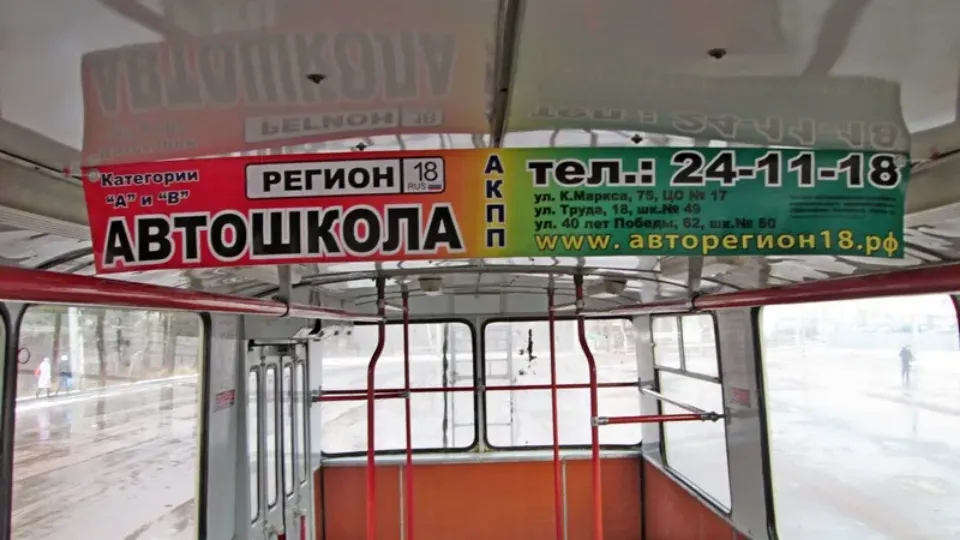 Категории
"А" и "В"
РЕГИОН 18
RUS
АВТОШКОЛА
АКПП
тел.: 24-11-18
ул. К.Маркса, 75, ЦО № 17
ул. Труда, 18, шк.№ 49
ул. 40 лет Победы, 62, шк.№ 60
www. авторегион18.рф